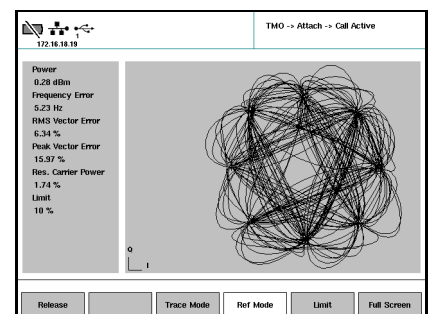 1
172.16.18.19
TMO -> Attach -> Call Active
Power
0.28 dBm
Frequency Error
5.23 Hz
RMS Vector Error
6.34 %
Peak Vector Error
15.97 %
Res. Carrier Power
1.74 %
Limit
10 %
Q
I
Release
Trace Mode
Ref Mode
Limit
Full Screen